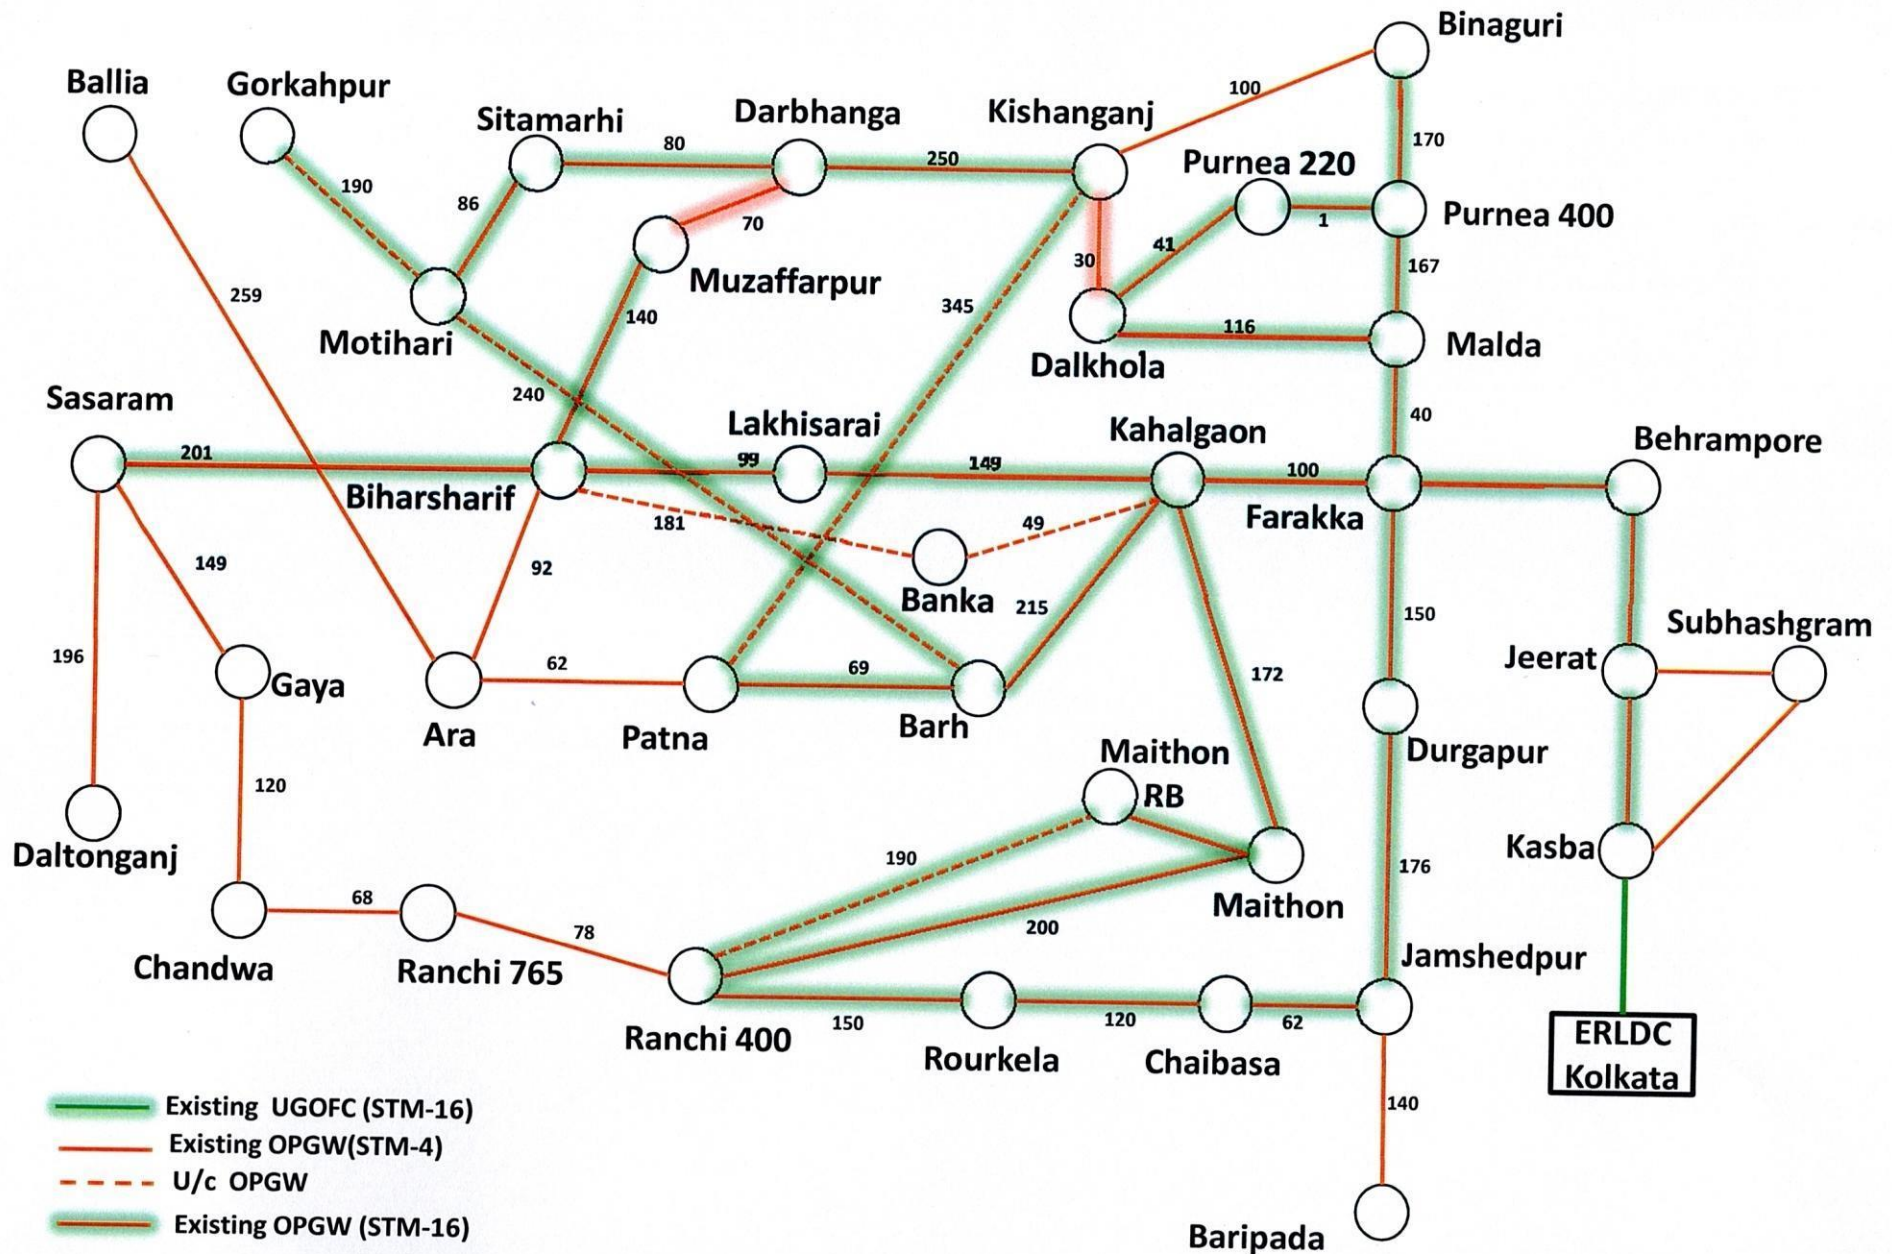 Binaguri
Ballia
Gorkahpur
Sitamarhi
80
Darbhanga
Kishanganj
100
170
190
86
250
Purnea 220
1
Purnea 400
70
41
Muzaffarpur
259
345
30
167
140
116
Malda
Motihari
Dalkhola
Sasaram
240
Lakhisarai
Kahalgaon
40
Behrampore
201
99
149
100
Biharsharif
181
49
Farakka
149
92
Banka
215
150
Subhashgram
196
62
69
172
Jeerat
Gaya
Ara
Patna
Barh
Maithon
RB
Durgapur
120
190
176
Kasba
Daltonganj
68
78
200
Maithon
Chandwa
Ranchi 765
Jamshedpur
150
120
62
Ranchi 400
Rourkela
Chaibasa
ERLDC
Kolkata
140
Existing UGOFC (STM-16)
Existing OPGW(STM-4)
U/c OPGW
Existing OPGW (STM-16)
Baripada